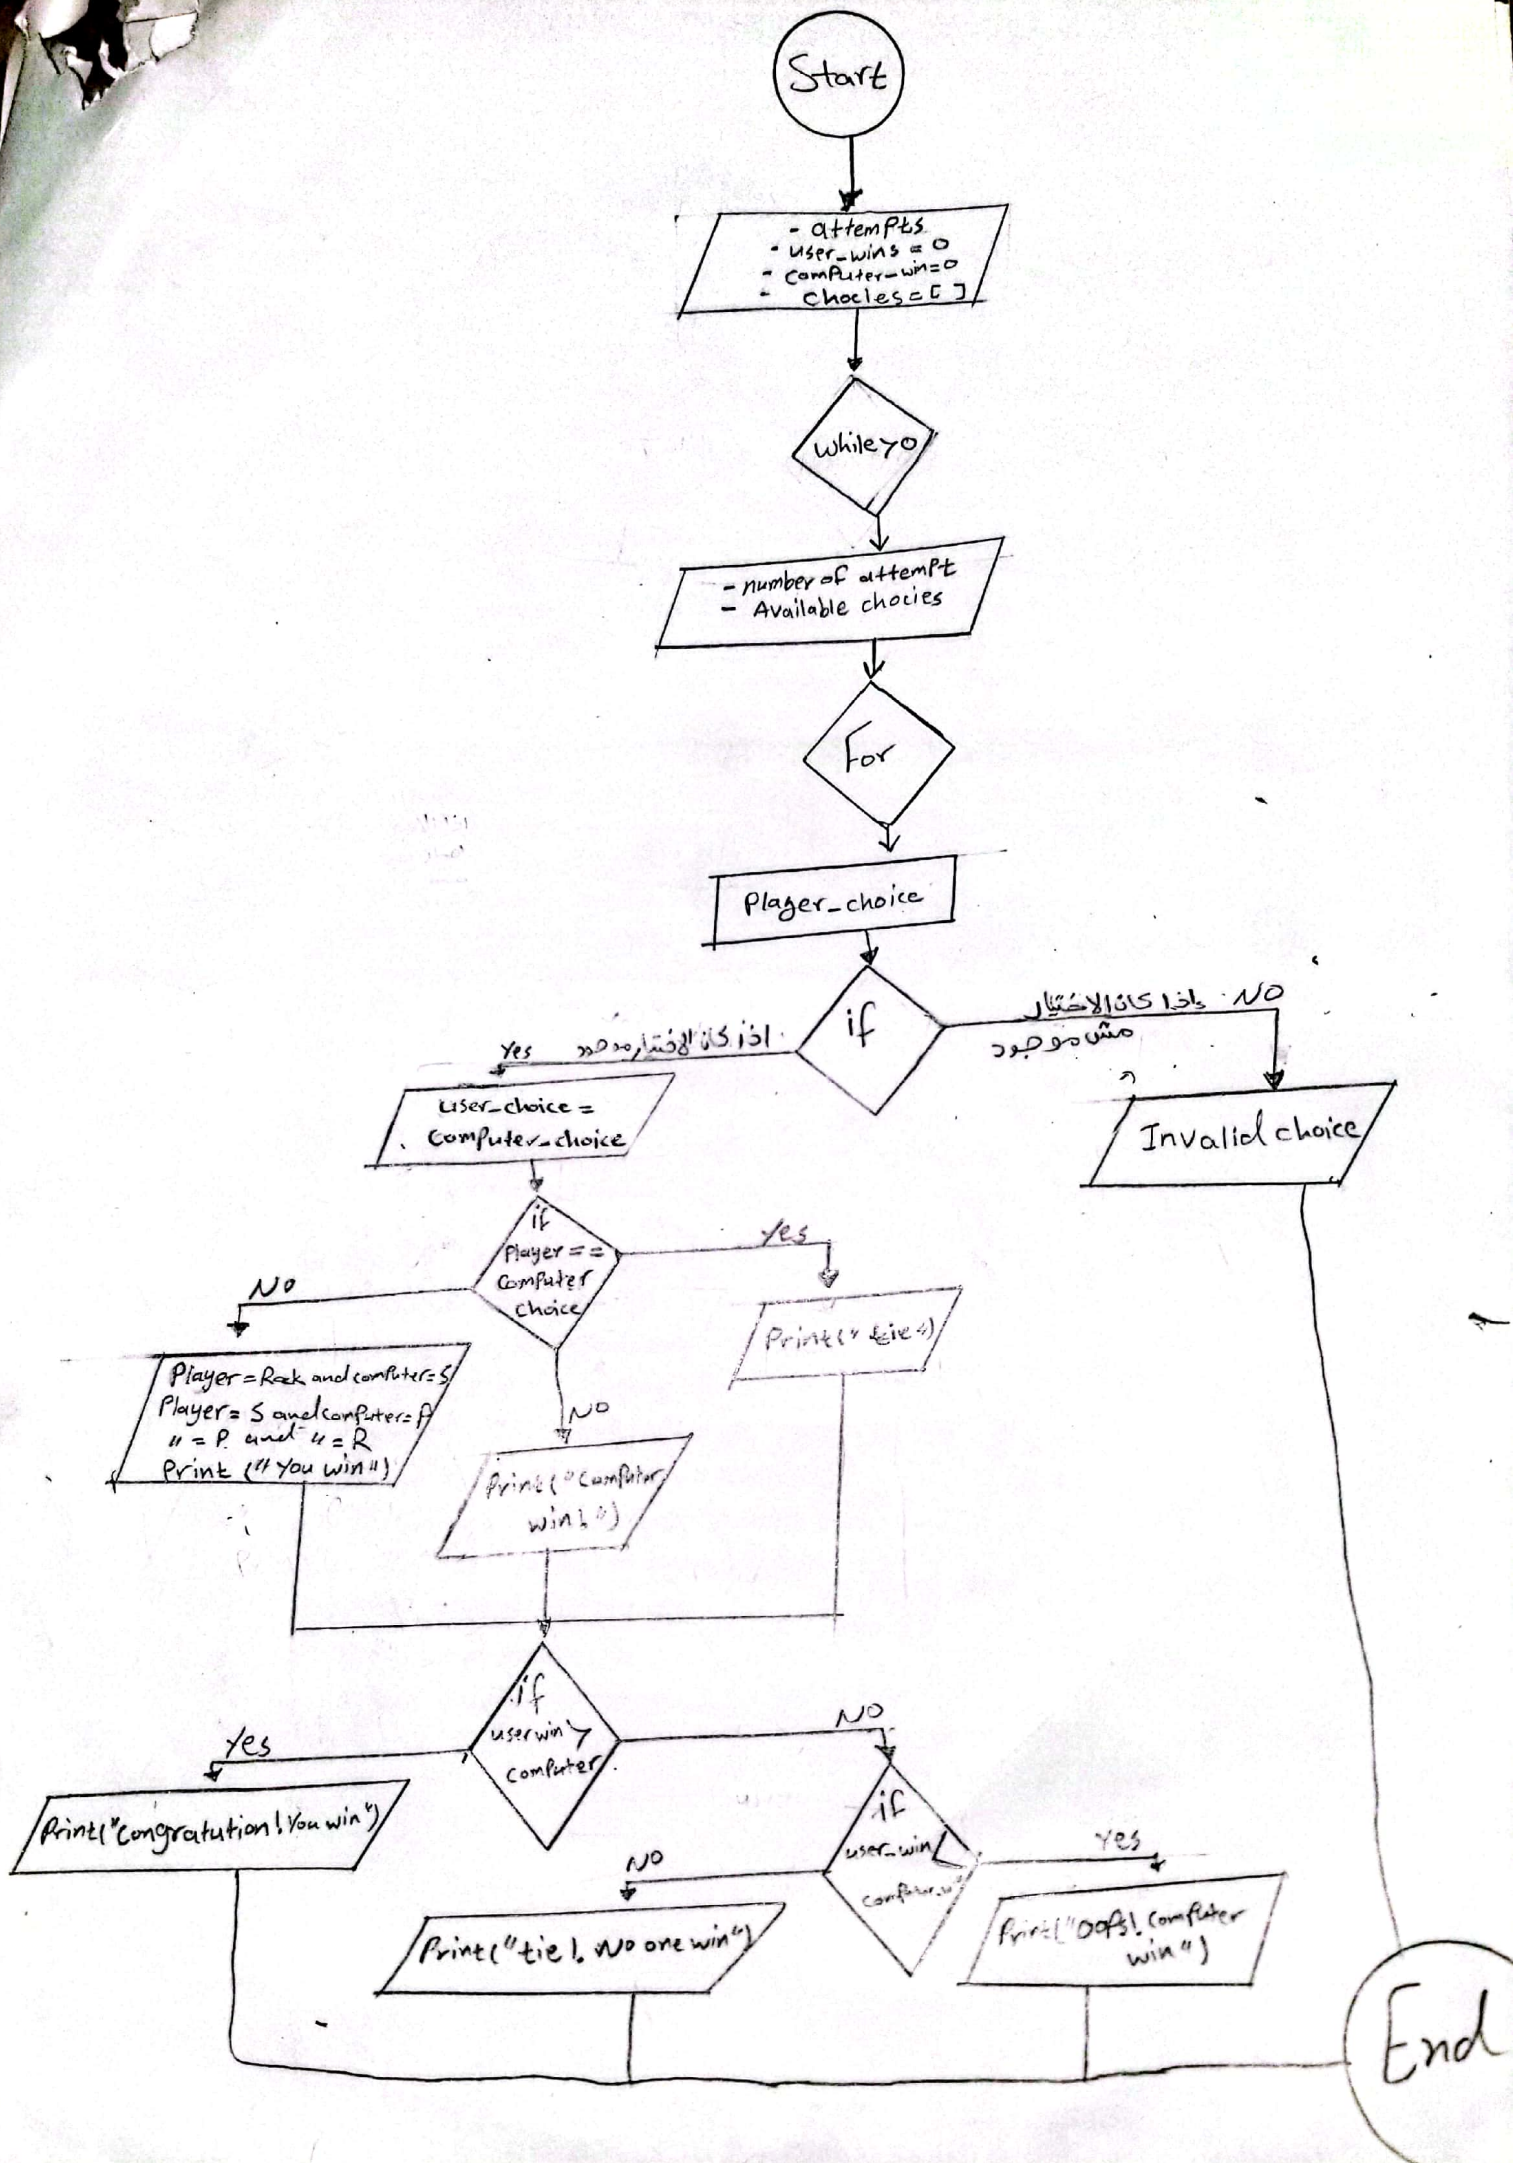 Start
- attempts
- user_wins = 0
- computer_win=0
- chocies=[ ]
while>0
- number of attempt
- Available chocies
For
Player_choice
if
NO اذا كان الاختيار
مش موجود
Yes اذا كان الاختيار موجود
user_choice =
computer_choice
Invalid choice
if
Player==
computer
choice
Yes
NO
Print("tie")
Player=Rock and computer=S
Player= S and computer=P
" = P and " = R
Print ("You win")
NO
Print("computer
win!")
if
user win>
computer
Yes
NO
Print("Congratution! You win")
if
user_win<
computer_w
Yes
NO
Print("tie!. No one win")
Print("Oops!. computer
win")
End